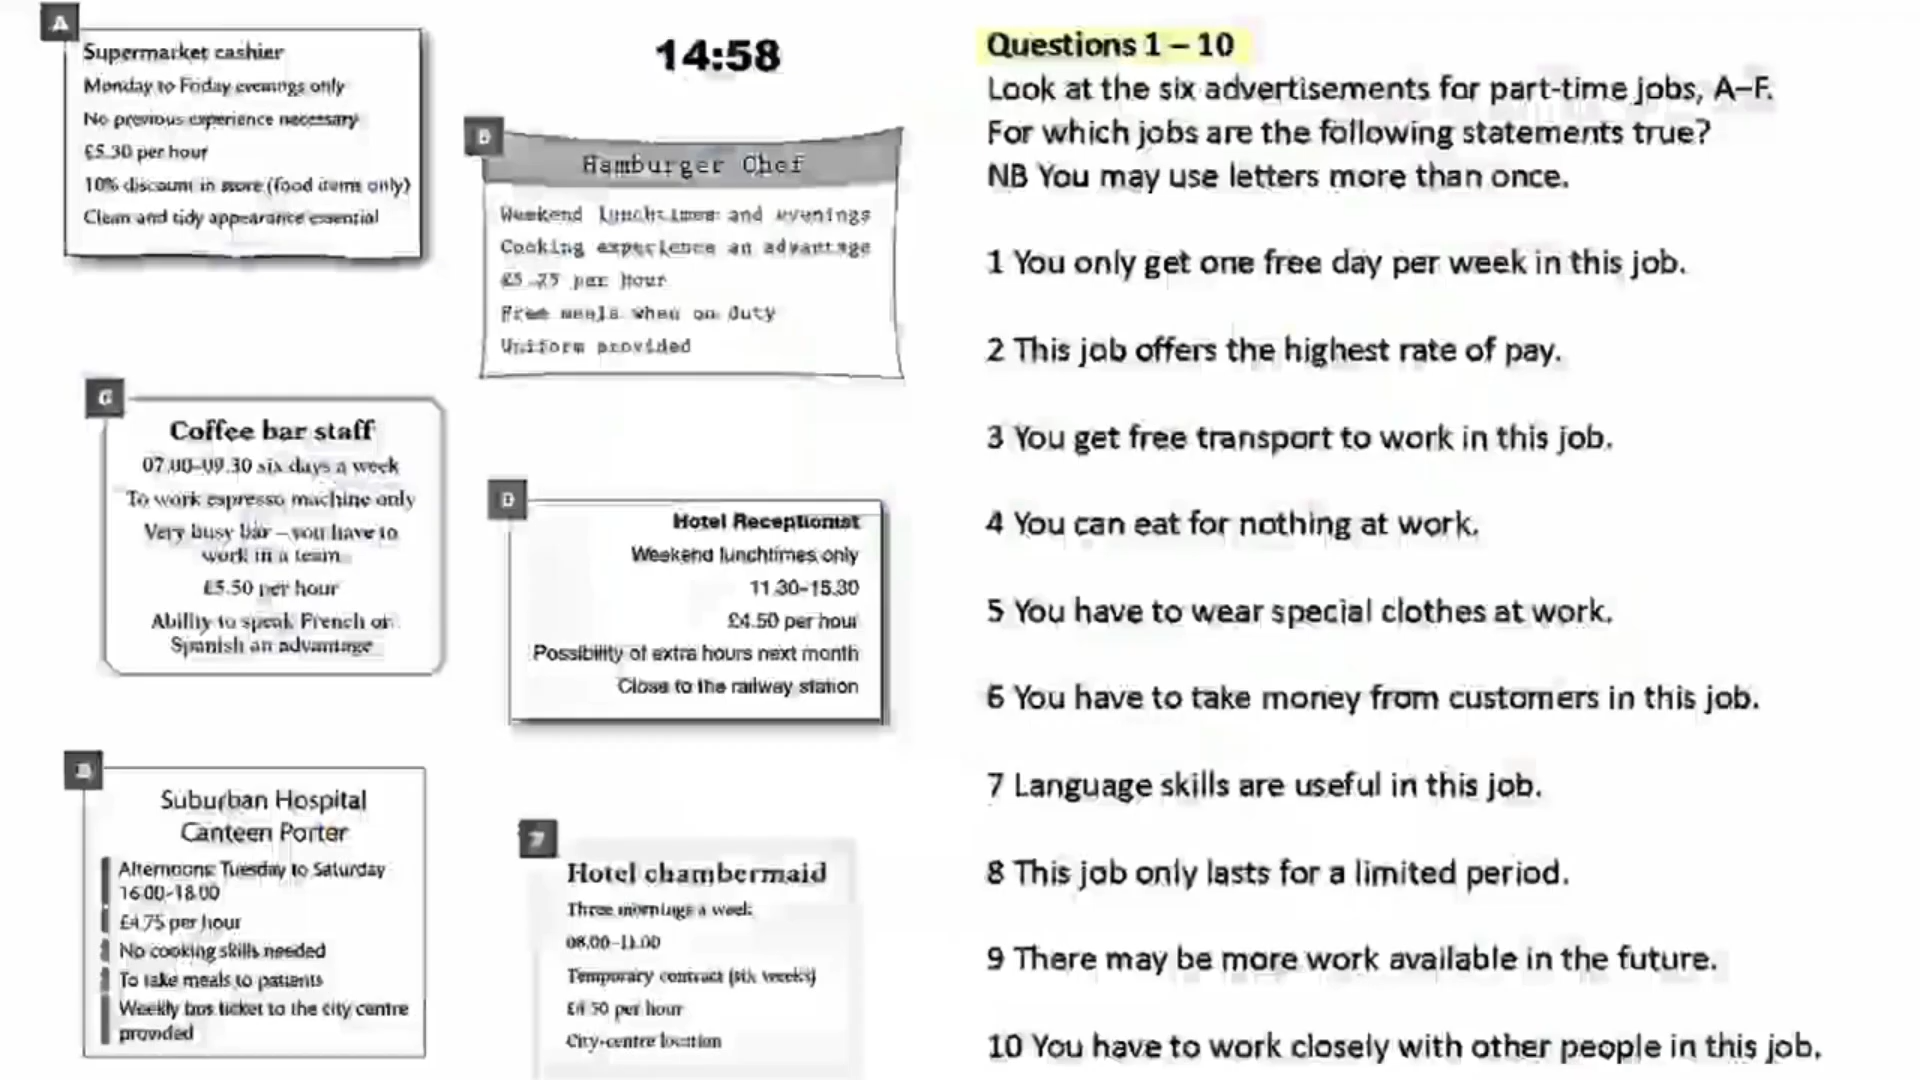 A
Supermarket cashier
Monday to Friday evenings only
No previous experience necessary
£5.30 per hour
10% discount in store (food items only)
Clean and tidy appearance essential
14:58
B
Hamburger Chef
Weekend lunchtimes and evenings
Cooking experience an advantage
£5.75 per hour
Free meals when on duty
Uniform provided
C
Coffee bar staff
07.00–09.30 six days a week
To work espresso machine only
Very busy bar – you have to
work in a team
£5.50 per hour
Ability to speak French or
Spanish an advantage
D
Hotel Receptionist
Weekend lunchtimes only
11.30–15.30
£4.50 per hour
Possibility of extra hours next month
Close to the railway station
Suburban Hospital
Canteen Porter
Afternoons: Tuesday to Saturday
16.00–18.00
£4.75 per hour
No cooking skills needed
To take meals to patients
Weekly bus ticket to the city centre
provided
Hotel chambermaid
Three mornings a week
08.00–11.00
Temporary contract (six weeks)
per hour
City-centre location
Questions 1 – 10
Look at the six advertisements for part-time jobs, A–F.
For which jobs are the following statements true?
NB You may use letters more than once.
1 You only get one free day per week in this job.
2 This job offers the highest rate of pay.
3 You get free transport to work in this job.
4 You can eat for nothing at work.
5 You have to wear special clothes at work.
6 You have to take money from customers in this job.
7 Language skills are useful in this job.
8 This job only lasts for a limited period.
9 There may be more work available in the future.
10 You have to work closely with other people in this job.